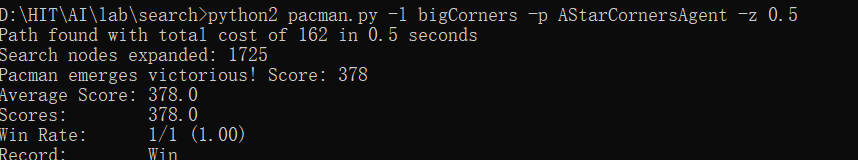 D:\HIT\AI\lab\search>python2 pacman.py -l bigCorners -p AStarCornersAgent -z 0.5
Path found with total cost of 162 in 0.5 seconds
Search nodes expanded: 1725
Pacman emerges victorious! Score: 378
Average Score: 378.0
Scores:        378.0
Win Rate:      1/1 (1.00)
Record:        Win